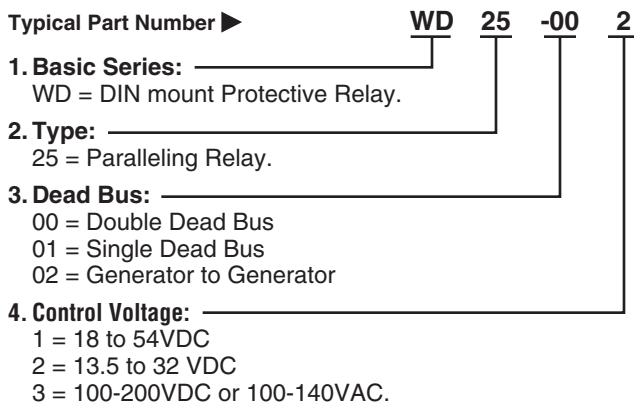 Typical Part Number ▶ WD 25 -00 2
1. Basic Series:
WD = DIN mount Protective Relay.
2. Type:
25 = Paralleling Relay.
3. Dead Bus:
00 = Double Dead Bus
01 = Single Dead Bus
02 = Generator to Generator
4. Control Voltage:
1 = 18 to 54VDC
2 = 13.5 to 32 VDC
3 = 100-200VDC or 100-140VAC.